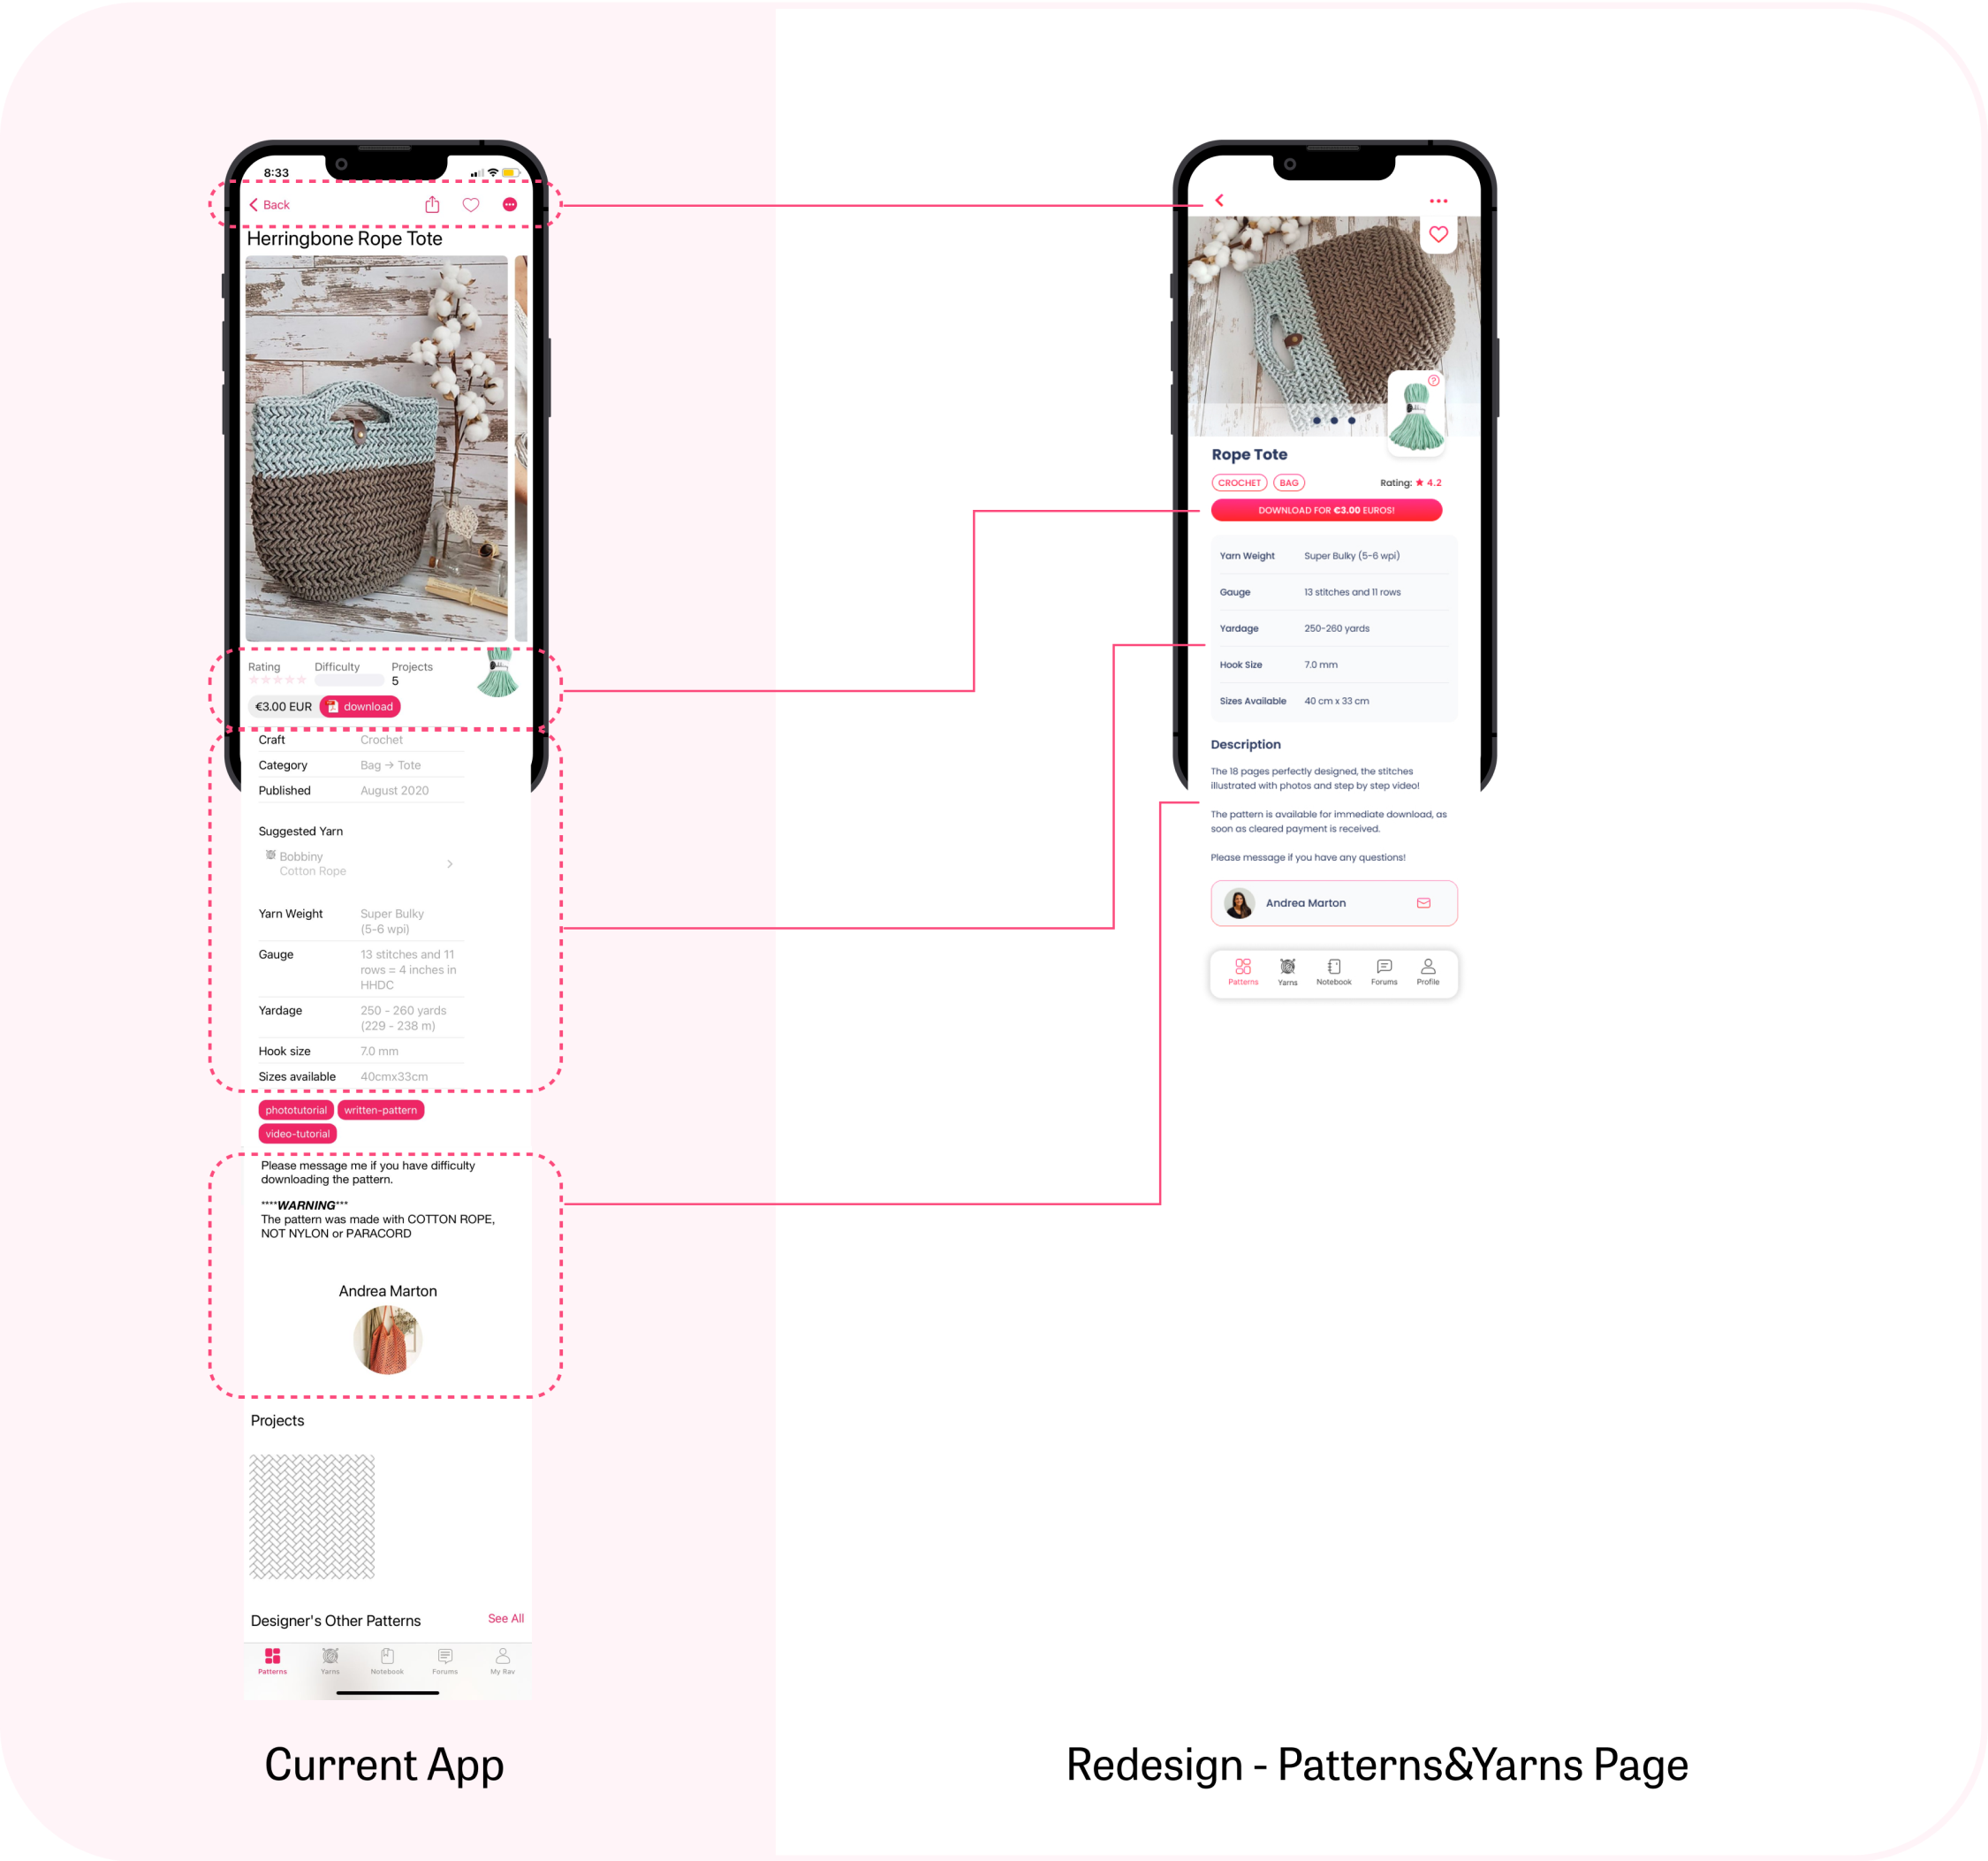 8:33
Back
Herringbone Rope Tote
Rating
Difficulty
Projects
5
€3.00 EUR
download
Craft
Crochet
Category
Bag → Tote
Published
August 2020
Suggested Yarn
Bobbiny
Cotton Rope
Yarn Weight
Super Bulky
(5-6 wpi)
Gauge
13 stitches and 11
rows = 4 inches in
HHDC
Yardage
250 - 260 yards
(229 - 238 m)
Hook size
7.0 mm
Sizes available
40cmx33cm
phototutorial
written-pattern
video-tutorial
Please message me if you have difficulty
downloading the pattern.
****WARNING***
The pattern was made with COTTON ROPE,
NOT NYLON or PARACORD
Andrea Marton
Projects
Designer's Other Patterns
See All
Patterns
Yarns
Notebook
Forums
My Rav
Current App
Rope Tote
CROCHET
BAG
Rating: ★ 4.2
DOWNLOAD FOR €3.00 EUROS!
Yarn Weight
Super Bulky (5-6 wpi)
Gauge
13 stitches and 11 rows
Yardage
250-260 yards
Hook Size
7.0 mm
Sizes Available
40 cm x 33 cm
Description
The 18 pages perfectly designed, the stitches
illustrated with photos and step by step video!
The pattern is available for immediate download, as
soon as cleared payment is received.
Please message if you have any questions!
Andrea Marton
Patterns
Yarns
Notebook
Forums
Profile
Redesign - Patterns&Yarns Page